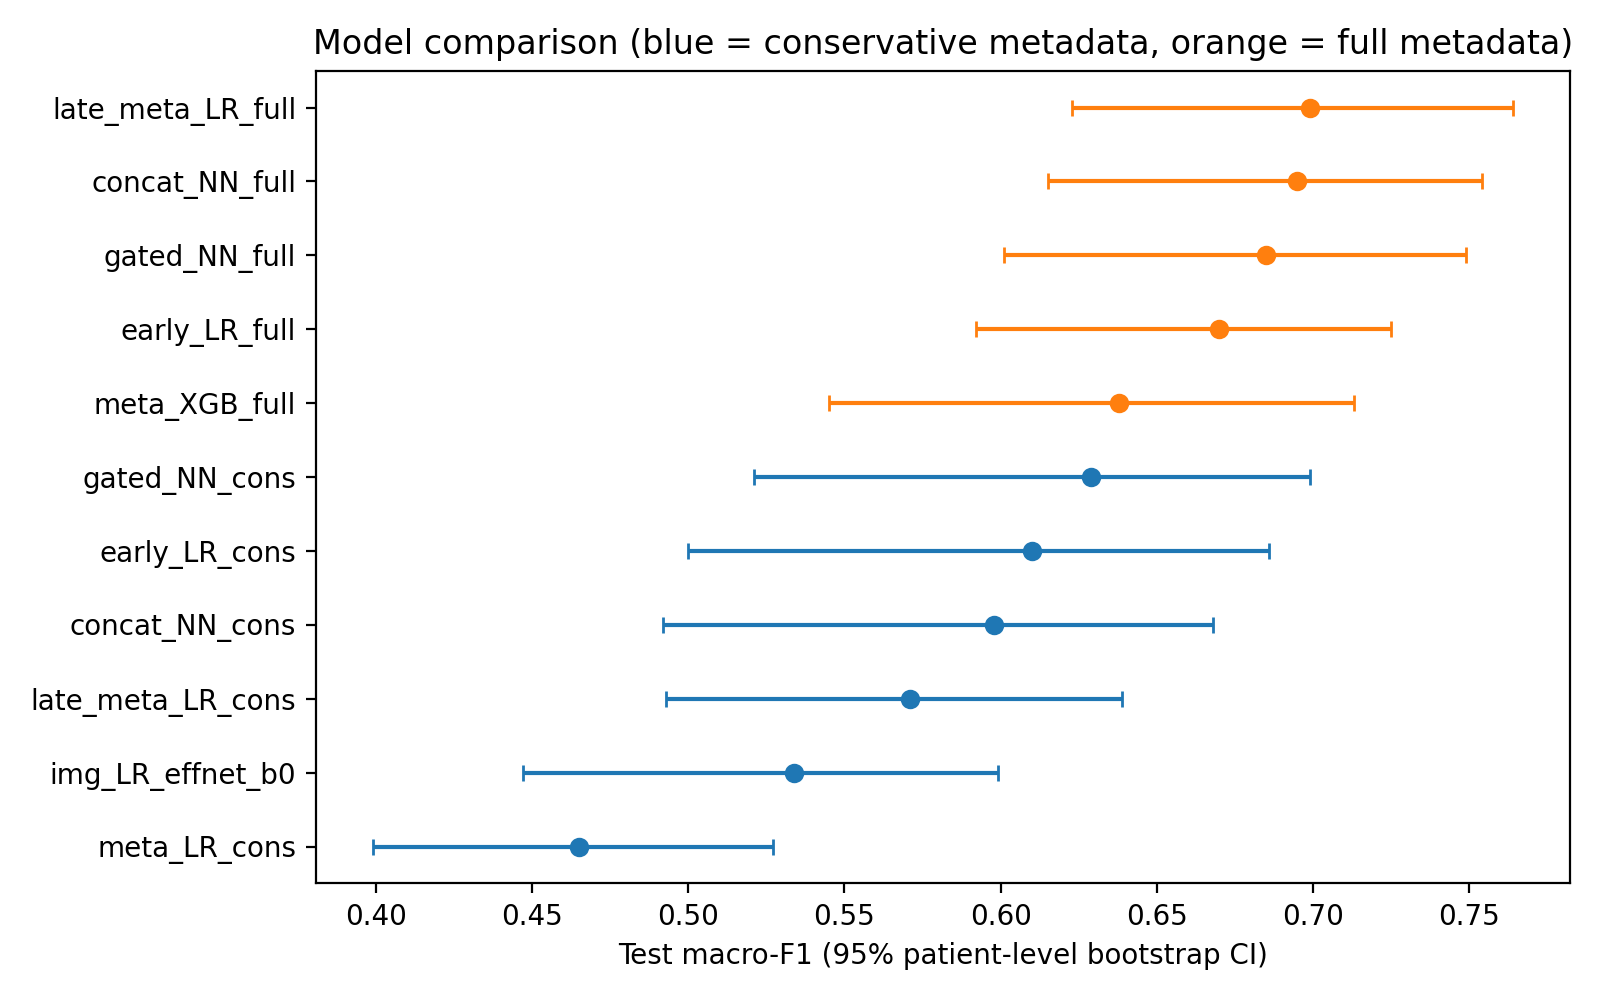 Model comparison (blue = conservative metadata, orange = full metadata)
late_meta_LR_full
concat_NN_full
gated_NN_full
early_LR_full
meta_XGB_full
gated_NN_cons
early_LR_cons
concat_NN_cons
late_meta_LR_cons
img_LR_effnet_b0
meta_LR_cons
0.40 0.45 0.50 0.55 0.60 0.65 0.70 0.75
Test macro-F1 (95% patient-level bootstrap CI)